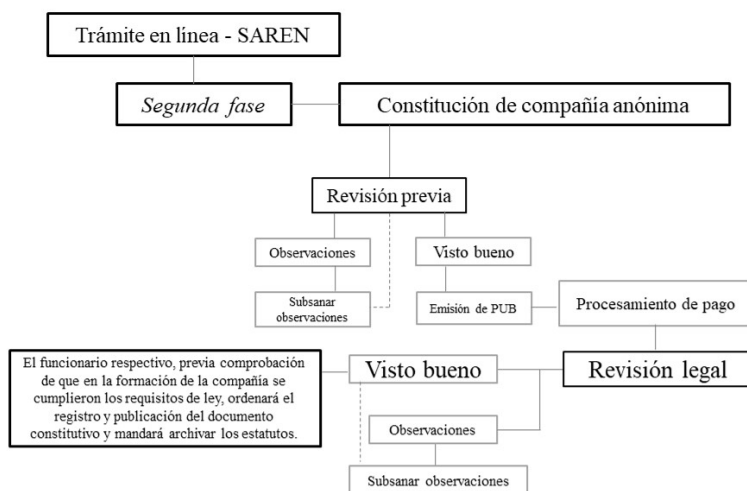 Trámite en línea - SAREN
Segunda fase
Constitución de compañía anónima
Revisión previa
Observaciones
Visto bueno
Subsanar
observaciones
Emisión de PUB
Procesamiento de pago
El funcionario respectivo, previa comprobación
de que en la formación de la compañía se
cumplieron los requisitos de ley, ordenará el
registro y publicación del documento
constitutivo y mandará archivar los estatutos.
Visto bueno
Revisión legal
Observaciones
Subsanar observaciones